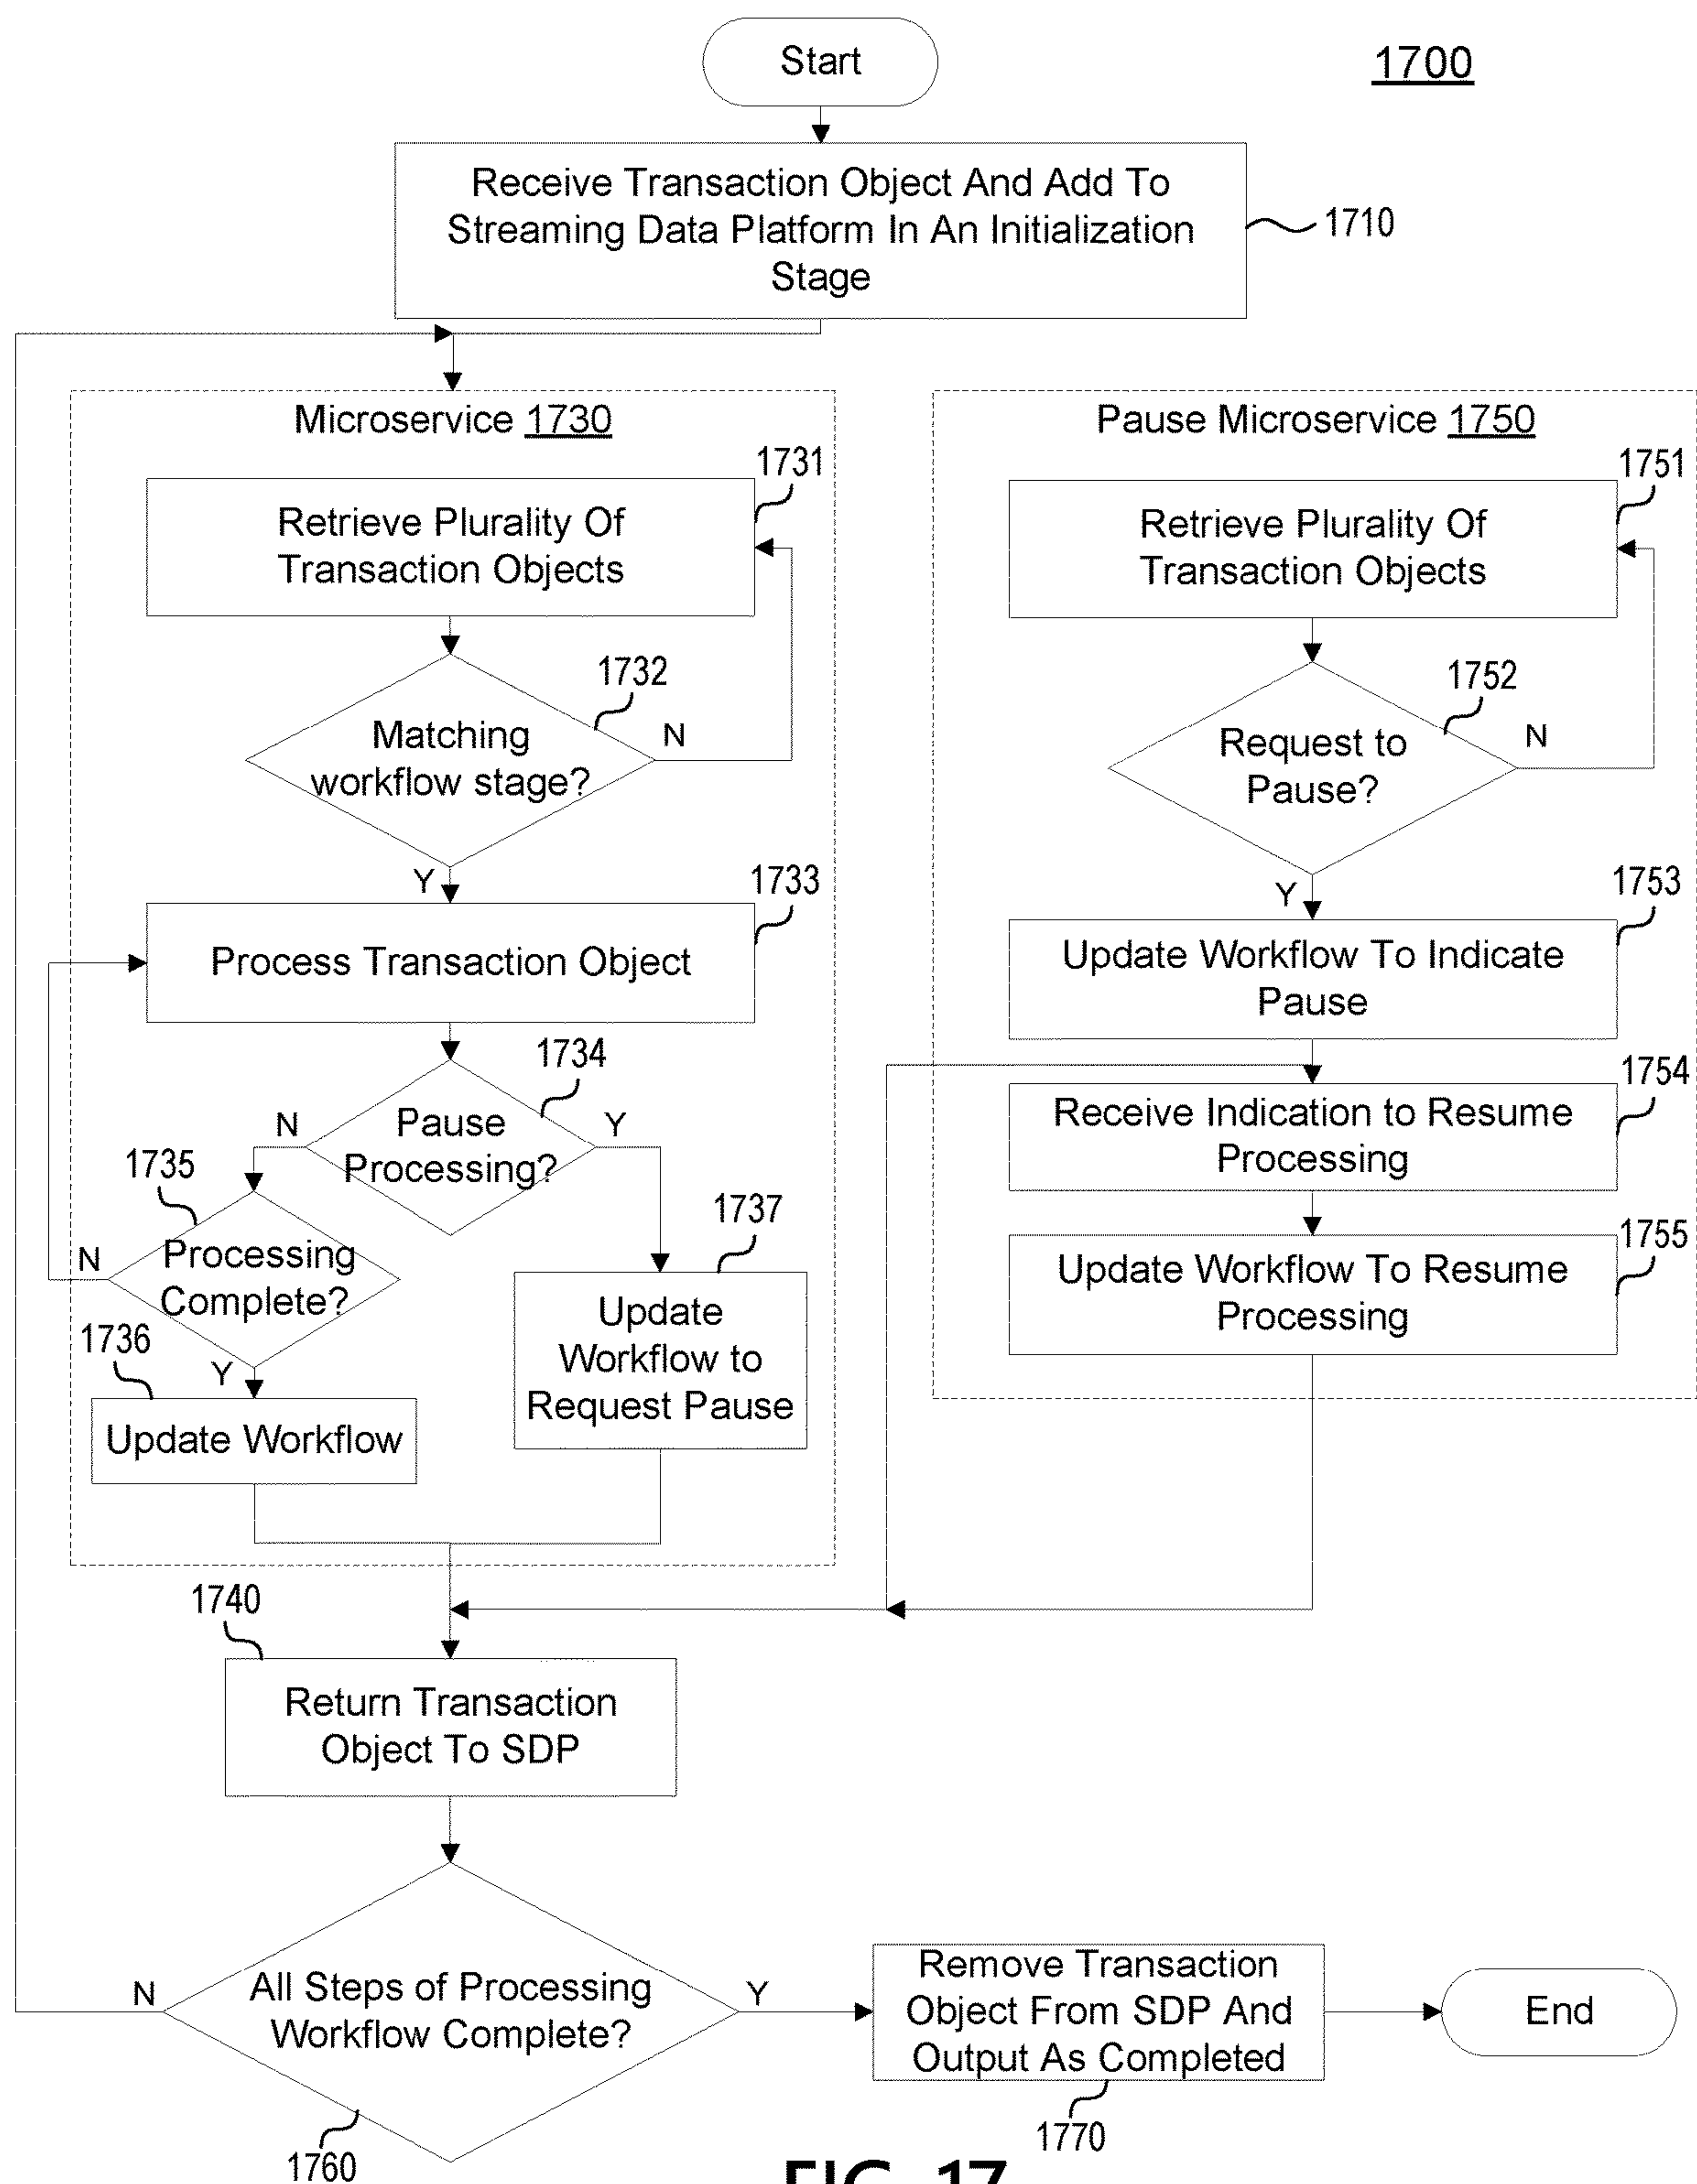 Start
1700
Receive Transaction Object And Add To
Streaming Data Platform In An Initialization
Stage
1710
Microservice 1730
1731
Retrieve Plurality Of
Transaction Objects
1732
Matching
workflow stage?
N
Y
1733
Process Transaction Object
1734
Pause
Processing?
N
Y
1735
Processing
Complete?
N
Y
1736
Update Workflow
1737
Update
Workflow to
Request Pause
Pause Microservice 1750
1751
Retrieve Plurality Of
Transaction Objects
1752
Request to
Pause?
N
Y
1753
Update Workflow To Indicate
Pause
1754
Receive Indication to Resume
Processing
1755
Update Workflow To Resume
Processing
1740
Return Transaction
Object To SDP
All Steps of Processing
Workflow Complete?
N
Y
1760
Remove Transaction
Object From SDP And
Output As Completed
1770
End
FIG. 17